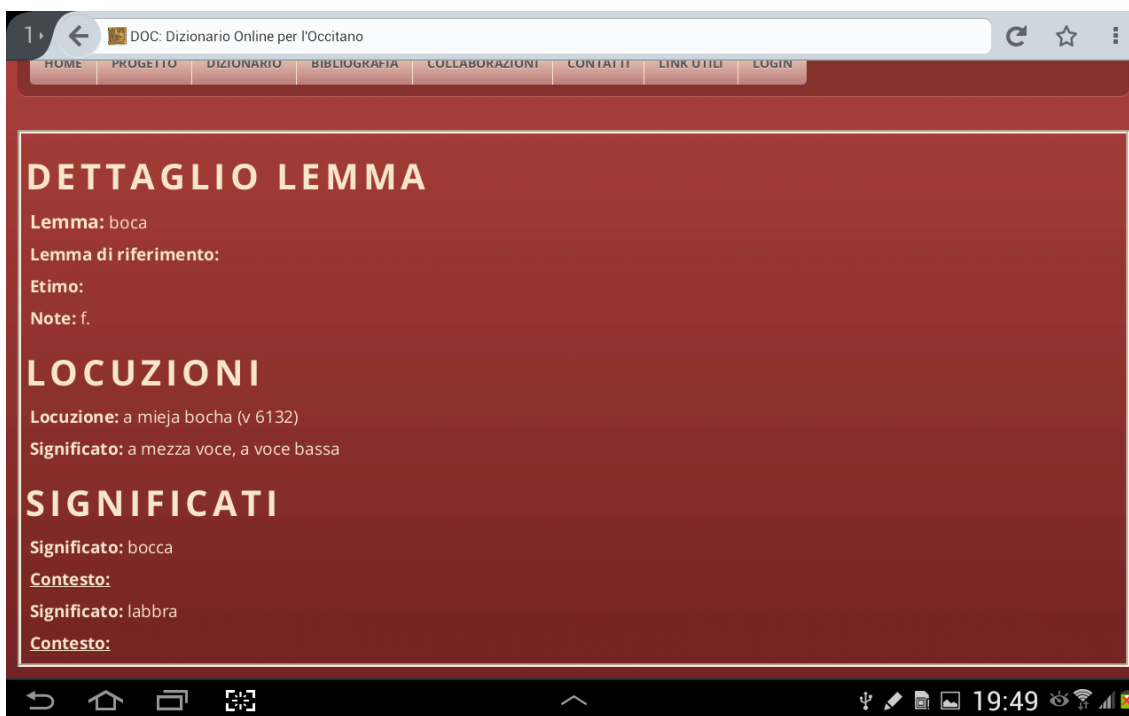 1
DOC: Dizionario Online per l'Occitano
HOME PROGETTO DIZIONARIO BIBLIOGRAFIA COLLABORAZIONI CONTATTI LINK UTILI LOGIN
DETTAGLIO LEMMA
Lemma: boca
Lemma di riferimento:
Etimo:
Note: f.
LOCUZIONI
Locuzione: a mieja bocha (v 6132)
Significato: a mezza voce, a voce bassa
SIGNIFICATI
Significato: bocca
Contesto:
Significato: labbra
Contesto:
19:49